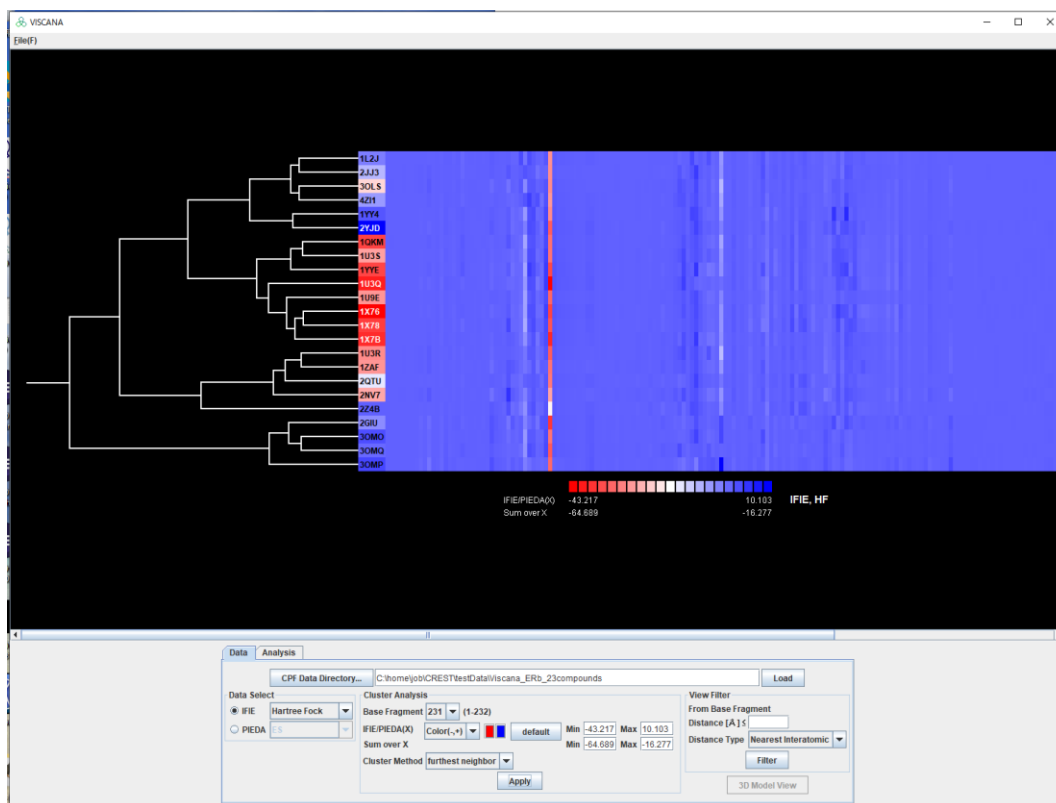 VISCANA
File(F)
1L2J
2JJ3
3OLS
4ZI1
1YY4
2YJD
1QKM
1U3S
1YYE
1U3Q
1U9E
1X76
1X78
1X7B
1U3R
1ZAF
2QTU
2NV7
2Z4B
2GIU
3OMO
3OMQ
3OMP
IFIE/PIEDA(X) -43.217 10.103 IFIE, HF
Sum over X -64.689 -16.277
Data Analysis
CPF Data Directory... C:\home\job\CREST\testData\Viscana_ERb_23compounds Load
Data Select Cluster Analysis View Filter
IFIE Hartree Fock Base Fragment 231 (1-232) From Base Fragment
Distance [A] ≤
PIEDA ES IFIE/PIEDA(X) Color(-,+) default Min -43.217 Max 10.103
Distance Type Nearest Interatomic
Sum over X Min -64.689 Max -16.277
Cluster Method furthest neighbor Filter
Apply 3D Model View